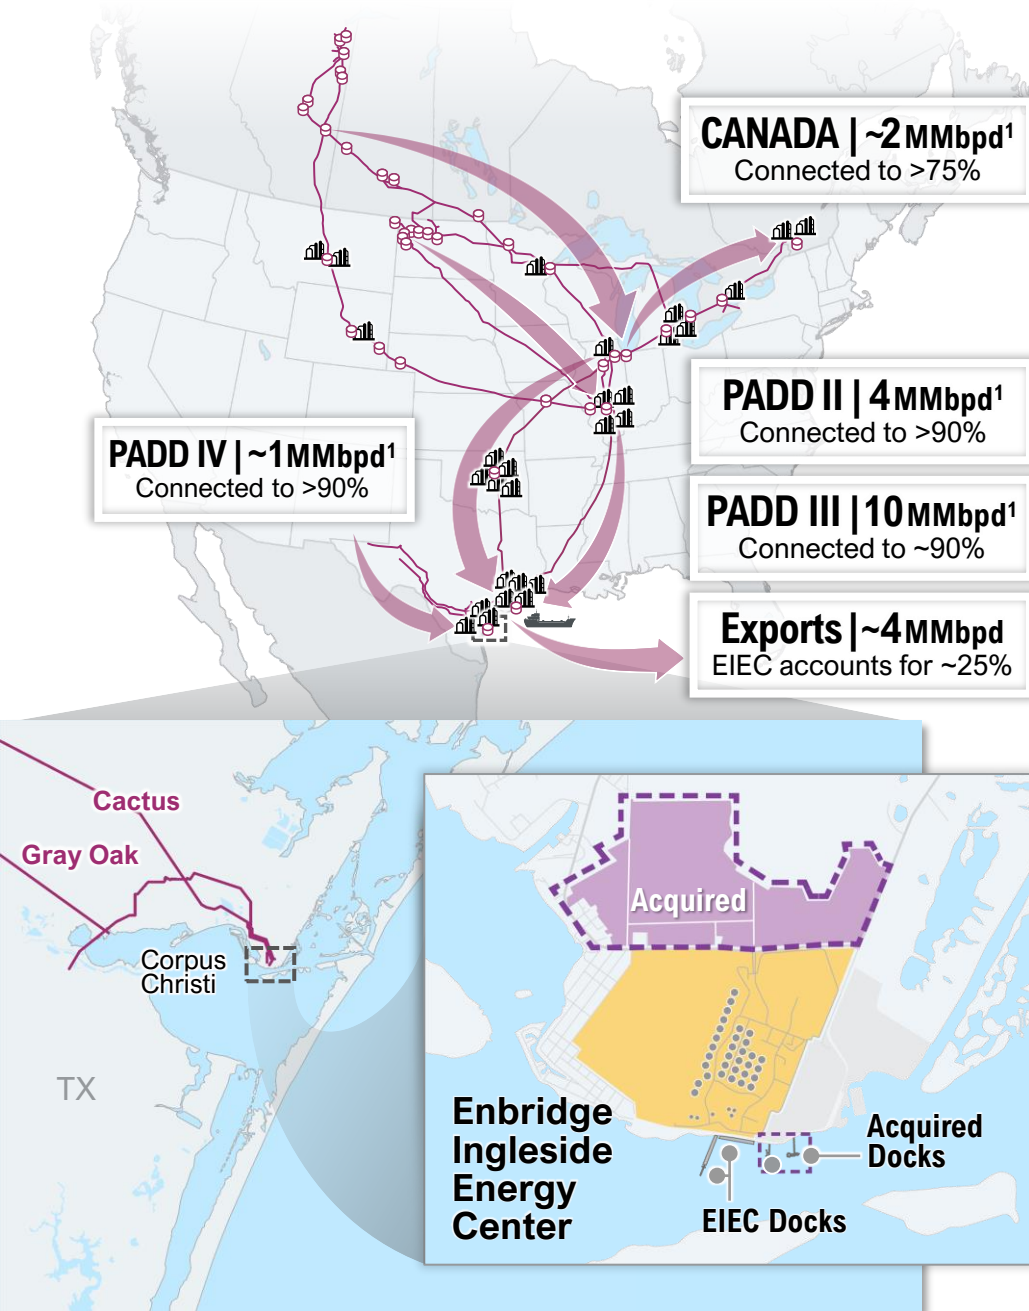 CANADA | ~2 MMbpd¹
Connected to >75%
PADD II | 4 MMbpd¹
Connected to >90%
PADD IV | ~1 MMbpd¹
Connected to >90%
PADD III | 10 MMbpd¹
Connected to ~90%
Exports | ~4 MMbpd
EIEC accounts for ~25%
Cactus
Gray Oak
Corpus
Christi
TX
Acquired
Enbridge
Ingleside
Energy
Center
Acquired
Docks
EIEC Docks